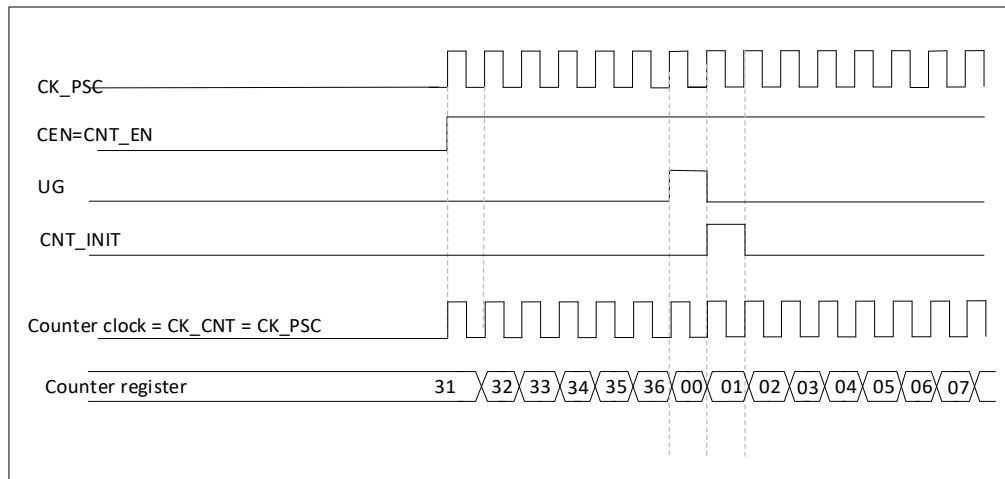 CK_PSC
CEN=CNT_EN
UG
CNT_INIT
Counter clock = CK_CNT = CK_PSC
Counter register 31 32 33 34 35 36 00 01 02 03 04 05 06 07